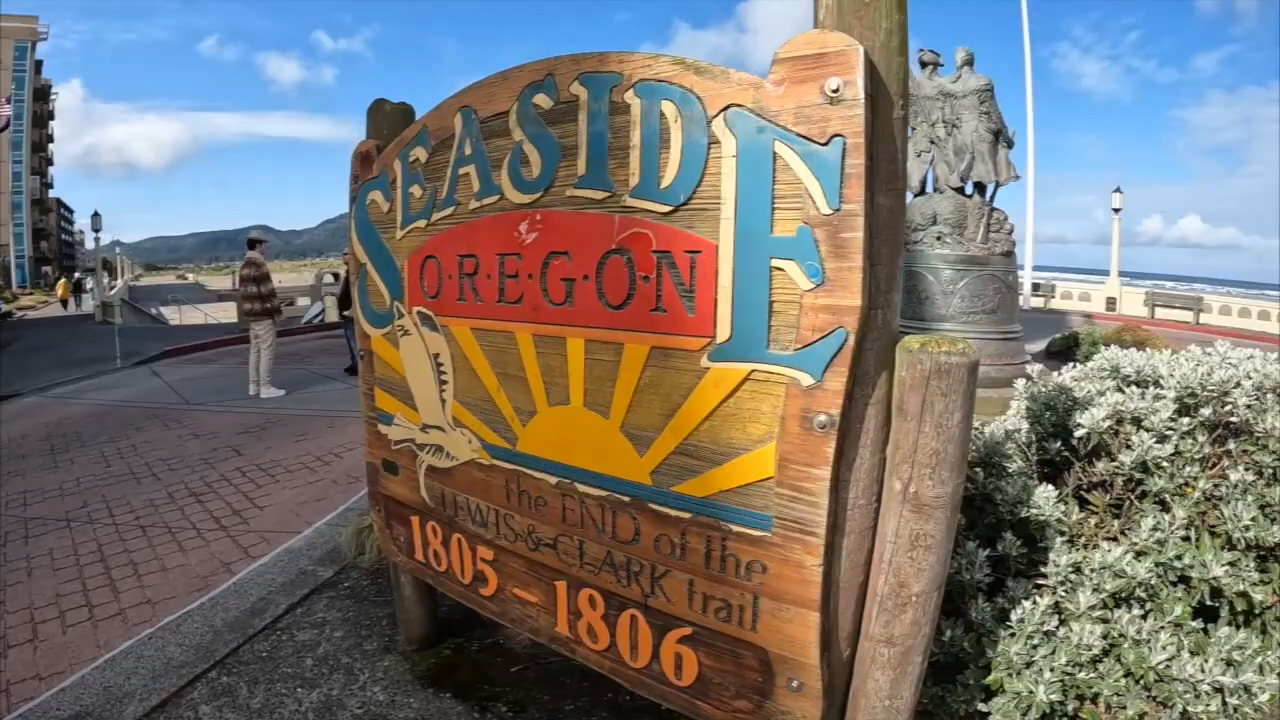 SEASIDE
O·R·E·G·O·N
the END of the
LEWIS & CLARK trail
1805 – 1806